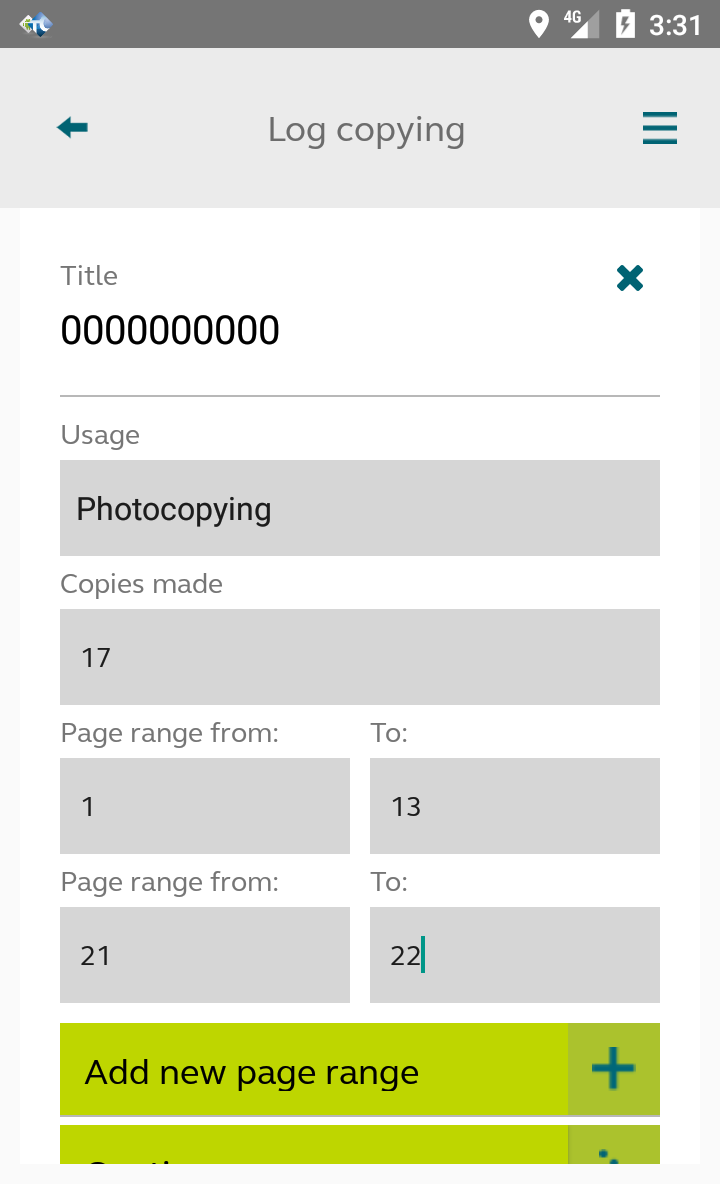 4G 3:31
Log copying
Title
0000000000
Usage
Photocopying
Copies made
17
Page range from: To:
1 13
Page range from: To:
21 22
Add new page range